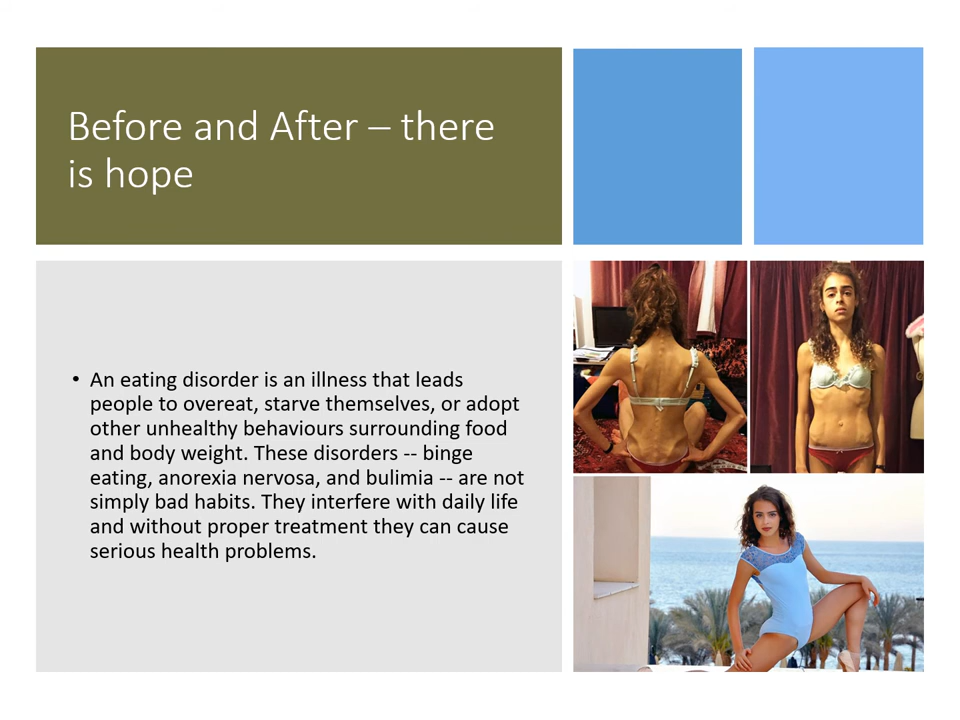 Before and After – there
is hope
• An eating disorder is an illness that leads
people to overeat, starve themselves, or adopt
other unhealthy behaviours surrounding food
and body weight. These disorders -- binge
eating, anorexia nervosa, and bulimia -- are not
simply bad habits. They interfere with daily life
and without proper treatment they can cause
serious health problems.